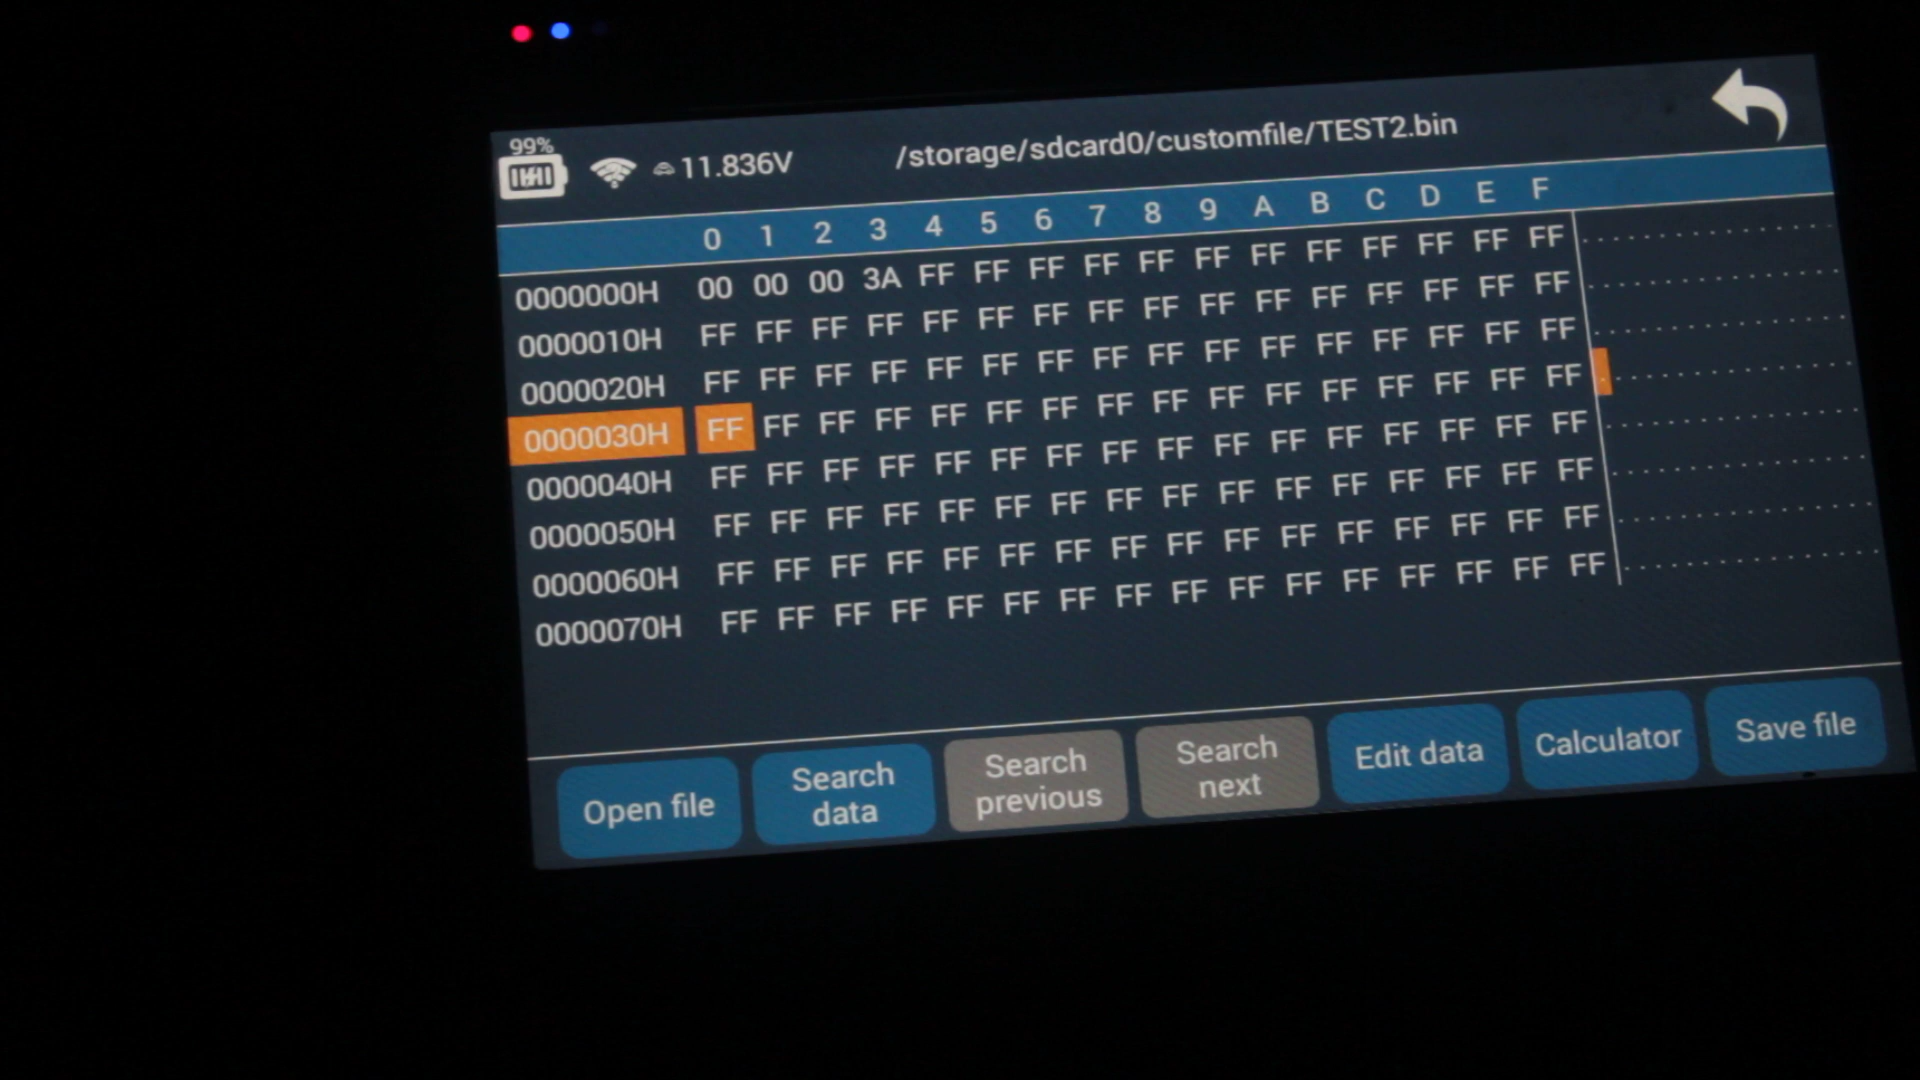 99%
11.836V
/storage/sdcard0/customfile/TEST2.bin
0 1 2 3 4 5 6 7 8 9 A B C D E F
0000000H 00 00 00 3A FF FF FF FF FF FF FF FF FF FF FF FF ................
0000010H FF FF FF FF FF FF FF FF FF FF FF FF FF FF FF FF ................
0000020H FF FF FF FF FF FF FF FF FF FF FF FF FF FF FF FF ................
0000030H FF FF FF FF FF FF FF FF FF FF FF FF FF FF FF FF ................
0000040H FF FF FF FF FF FF FF FF FF FF FF FF FF FF FF FF ................
0000050H FF FF FF FF FF FF FF FF FF FF FF FF FF FF FF FF ................
0000060H FF FF FF FF FF FF FF FF FF FF FF FF FF FF FF FF ................
0000070H FF FF FF FF FF FF FF FF FF FF FF FF FF FF FF FF ................
Open file
Search
data
Search
previous
Search
next
Edit data
Calculator
Save file